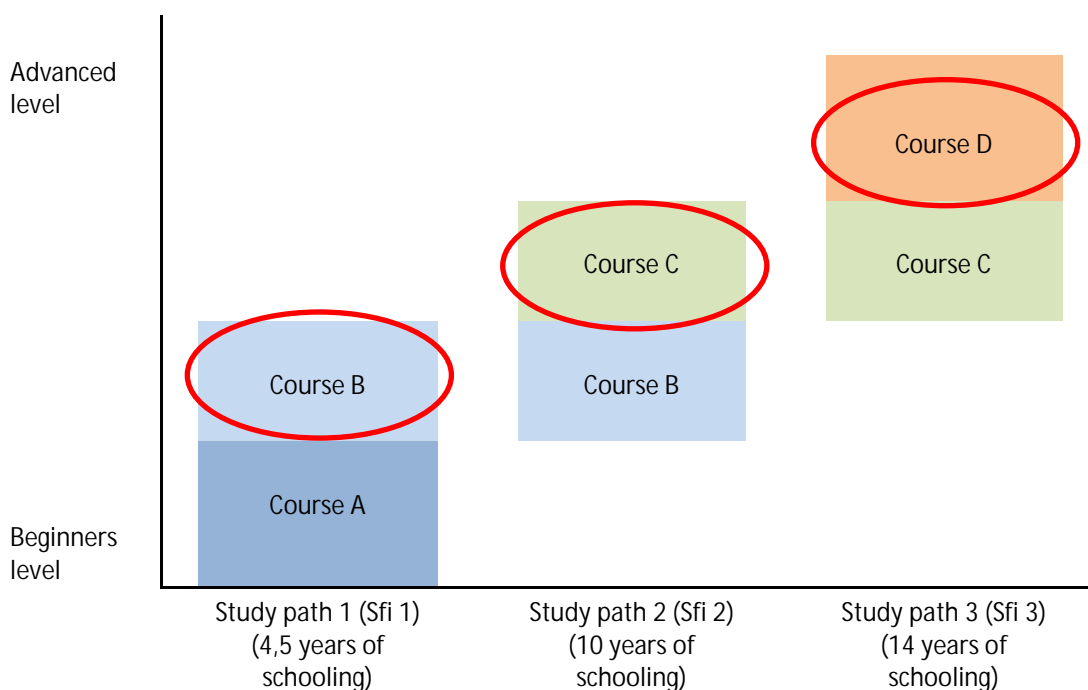 Advanced
level
Course D
Course C
Course C
Course B
Course B
Course A
Beginners
level
Study path 1 (Sfi 1)
(4,5 years of
schooling)
Study path 2 (Sfi 2)
(10 years of
schooling)
Study path 3 (Sfi 3)
(14 years of
schooling)